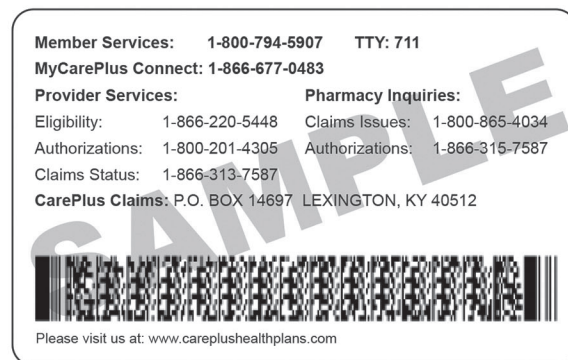 Member Services: 1-800-794-5907 TTY: 711
MyCarePlus Connect: 1-866-677-0483
Provider Services: Pharmacy Inquiries:
Eligibility: 1-866-220-5448 Claims Issues: 1-800-865-4034
Authorizations: 1-800-201-4305 Authorizations: 1-866-315-7587
Claims Status: 1-866-313-7587
CarePlus Claims: P.O. BOX 14697 LEXINGTON, KY 40512
SAMPLE
Please visit us at: www.careplushealthplans.com